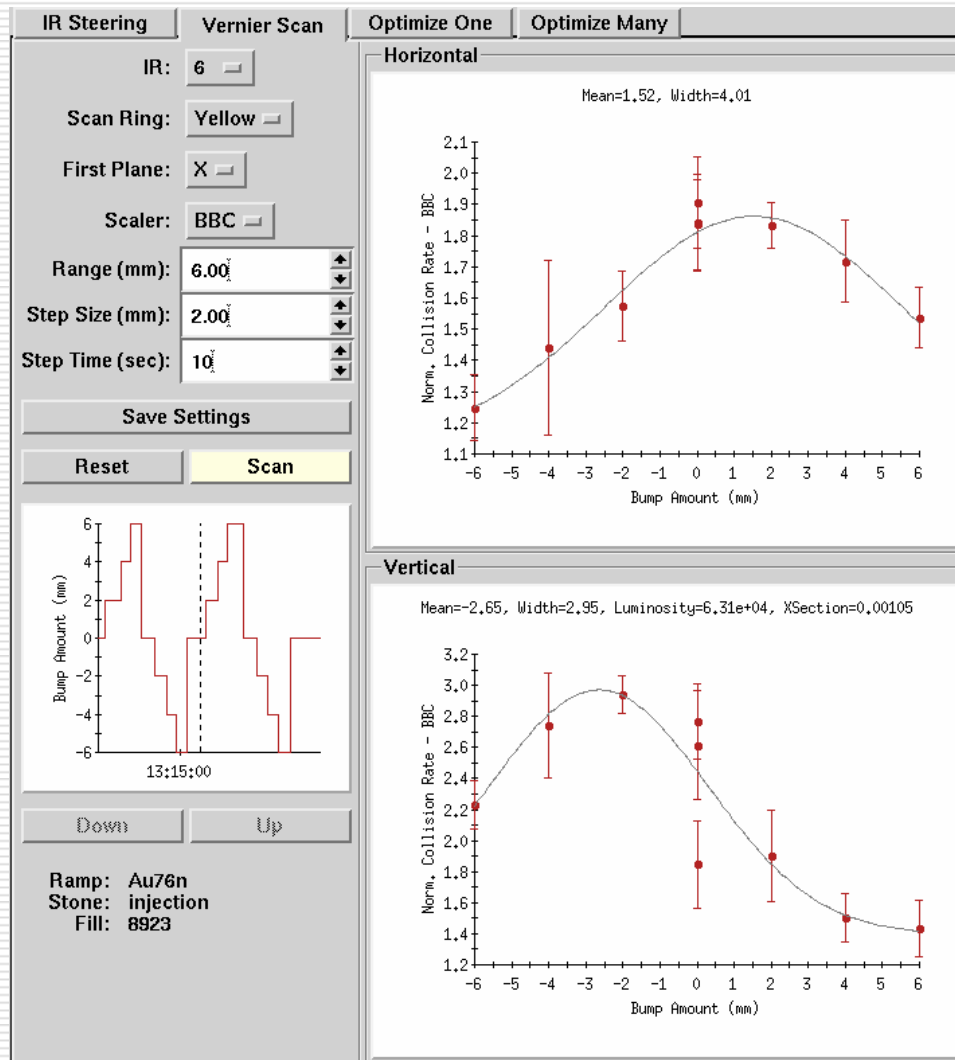 IR Steering
Vernier Scan
Optimize One
Optimize Many
IR: 6
Scan Ring: Yellow
First Plane: X
Scaler: BBC
Range (mm): 6.00
Step Size (mm): 2.00
Step Time (sec): 10
Save Settings
Reset
Scan
6
4
2
0
-2
-4
-6
Bump Amount (mm)
13:15:00
Down
Up
Ramp: Au76n
Stone: injection
Fill: 8923
Horizontal
Mean=1.52, Width=4.01
2.1
2.0
1.9
1.8
1.7
1.6
1.5
1.4
1.3
1.2
1.1
Norm. Collision Rate - BBC
-6 -5 -4 -3 -2 -1 0 1 2 3 4 5 6
Bump Amount (mm)
Vertical
Mean=-2.65, Width=2.95, Luminosity=6.31e+04, XSection=0.00105
3.2
3.0
2.8
2.6
2.4
2.2
2.0
1.8
1.6
1.4
1.2
Norm. Collision Rate - BBC
-6 -5 -4 -3 -2 -1 0 1 2 3 4 5 6
Bump Amount (mm)